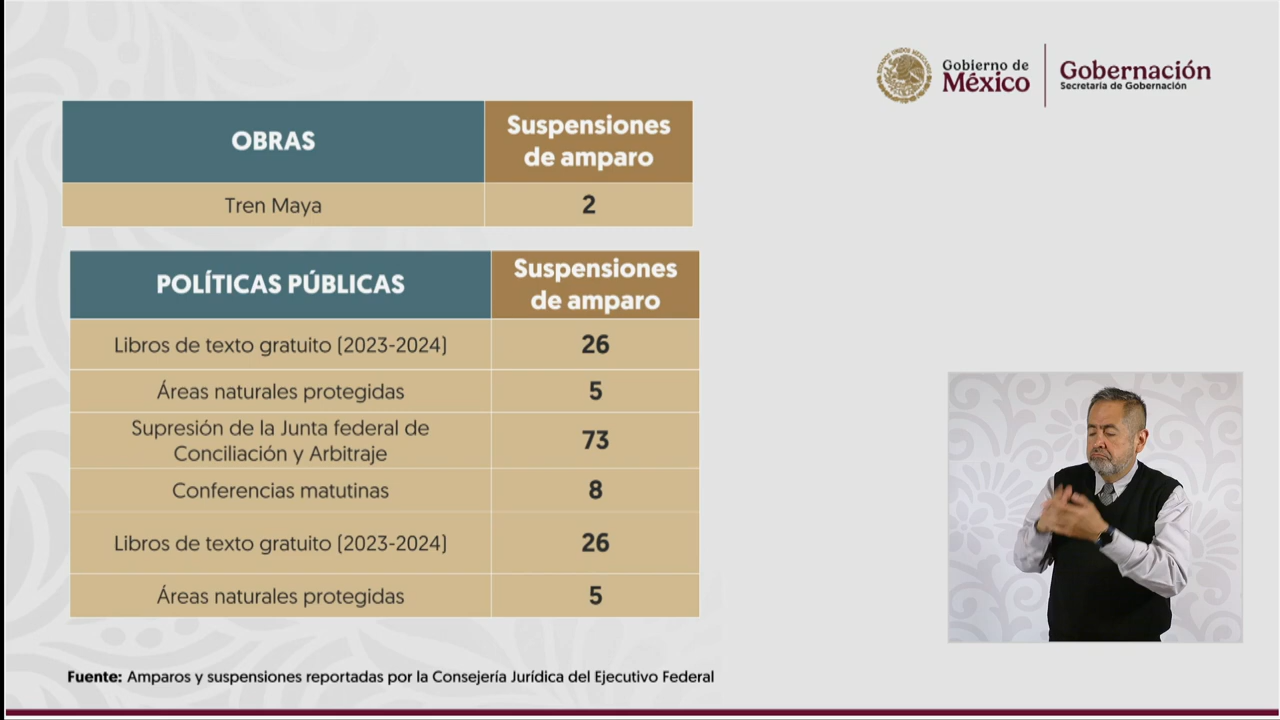 Gobierno de
México
Gobernación
Secretaría de Gobernación
OBRAS
Suspensiones
de amparo
Tren Maya
2
POLÍTICAS PÚBLICAS
Suspensiones
de amparo
Libros de texto gratuito (2023-2024)
26
Áreas naturales protegidas
5
Supresión de la Junta federal de
Conciliación y Arbitraje
73
Conferencias matutinas
8
Libros de texto gratuito (2023-2024)
26
Áreas naturales protegidas
5
Fuente: Amparos y suspensiones reportadas por la Consejería Jurídica del Ejecutivo Federal